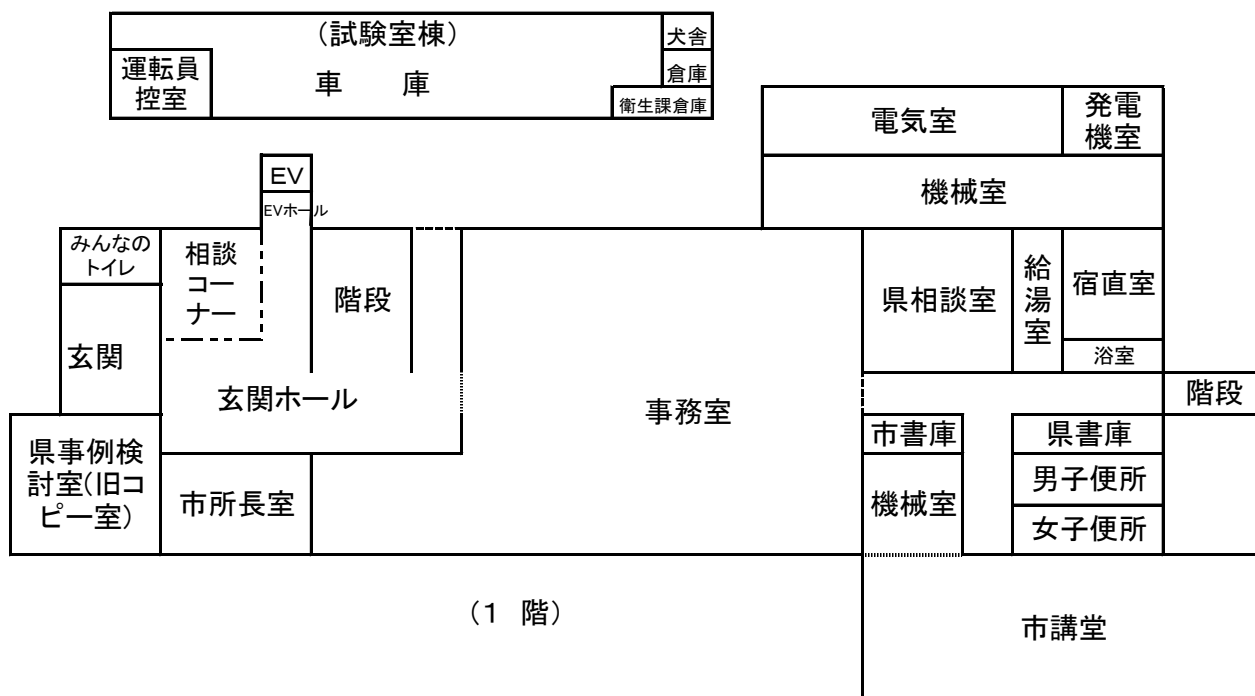 (試験室棟)
犬舎
運転員
控室
車　　庫
倉庫
衛生課倉庫
電気室
発電
機室
EV
機械室
EVホール
みんなの
トイレ
相談
コー
ナー
階段
県相談室
給
湯
室
宿直室
浴室
玄関
玄関ホール
事務室
階段
市書庫
県書庫
県事例検
討室(旧コ
ピー室)
市所長室
機械室
男子便所
女子便所
(1　階)
市講堂